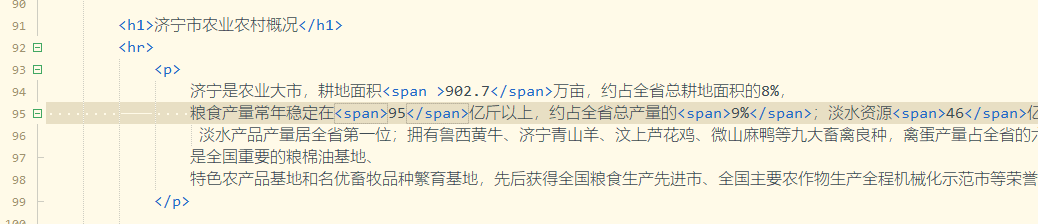 90
91 <h1>济宁市农业农村概况</h1>
92 <hr>
93 <p>
94 济宁是农业大市，耕地面积<span >902.7</span>万亩，约占全省总耕地面积的8%，
95 粮食产量常年稳定在<span>95</span>亿斤以上，约占全省总产量的<span>9%</span>；淡水资源<span>46</span>亿
96 淡水产品产量居全省第一位；拥有鲁西黄牛、济宁青山羊、汶上芦花鸡、微山麻鸭等九大畜禽良种，禽蛋产量占全省的六
97 是全国重要的粮棉油基地、
98 特色农产品基地和名优畜牧品种繁育基地，先后获得全国粮食生产先进市、全国主要农作物生产全程机械化示范市等荣誉
99 </p>
100